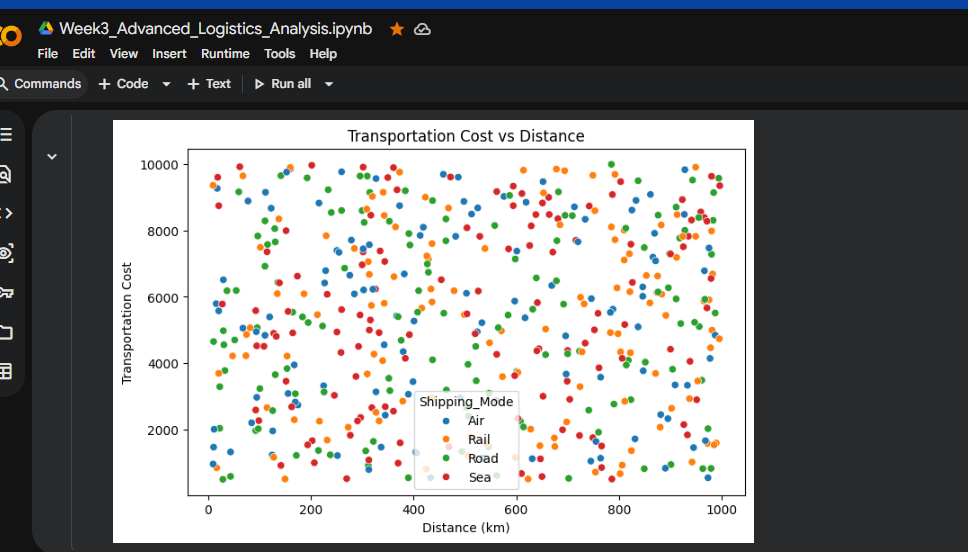 Week3_Advanced_Logistics_Analysis.ipynb
File Edit View Insert Runtime Tools Help
Commands + Code + Text Run all
Transportation Cost vs Distance
10000
8000
6000
4000
2000
Transportation Cost
Shipping_Mode
Air
Rail
Road
Sea
0 200 400 600 800 1000
Distance (km)